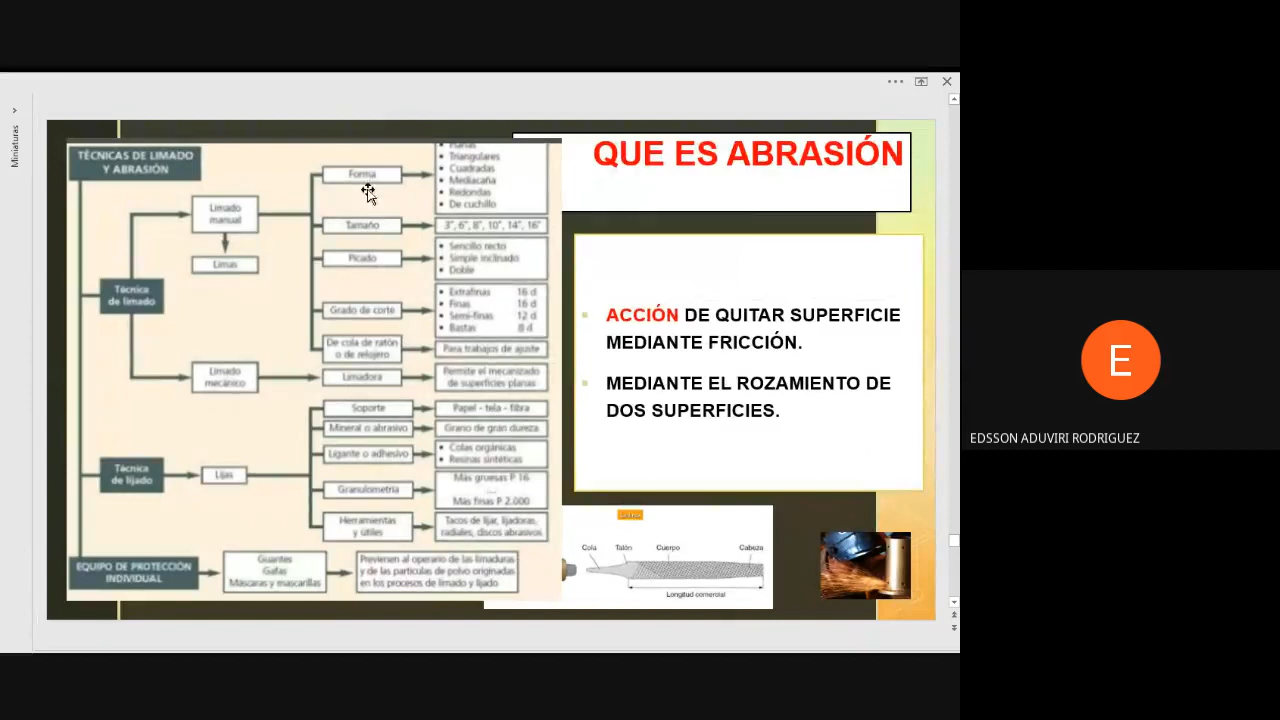 Miniaturas
TÉCNICAS DE LIMADO
Y ABRASIÓN
Técnica
de limado
Limado
manual
Limas
Forma
Planas
Triangulares
Cuadradas
Mediacaña
Redondas
De cuchillo
Tamaño
3", 6", 8", 10", 14", 16"
Picado
Sencillo recto
Simple inclinado
Doble
Grado de corte
Extrafinas 16 d
Finas 16 d
Semi-finas 12 d
Bastas 8 d
De cola de ratón
o de relojero
Para trabajos de ajuste
Limado
mecánico
Limadora
Permite el mecanizado
de superficies planas
Técnica
de lijado
Lijas
Soporte
Papel - tela - fibra
Mineral o abrasivo
Grano de gran dureza
Ligante o adhesivo
Colas orgánicas
Resinas sintéticas
Granulometría
Más gruesas P 16
...
Más finas P 2.000
Herramientas
y útiles
Tacos de lijar, lijadoras,
radiales, discos abrasivos
EQUIPO DE PROTECCIÓN
INDIVIDUAL
Guantes
Gafas
Máscaras y mascarillas
Previenen al operario de las limaduras
y de las partículas de polvo originadas
en los procesos de limado y lijado
QUE ES ABRASIÓN
ACCIÓN DE QUITAR SUPERFICIE
MEDIANTE FRICCIÓN.
MEDIANTE EL ROZAMIENTO DE
DOS SUPERFICIES.
Cola Talón Cuerpo Cabeza
Longitud comercial
E
EDSSON ADUVIRI RODRIGUEZ